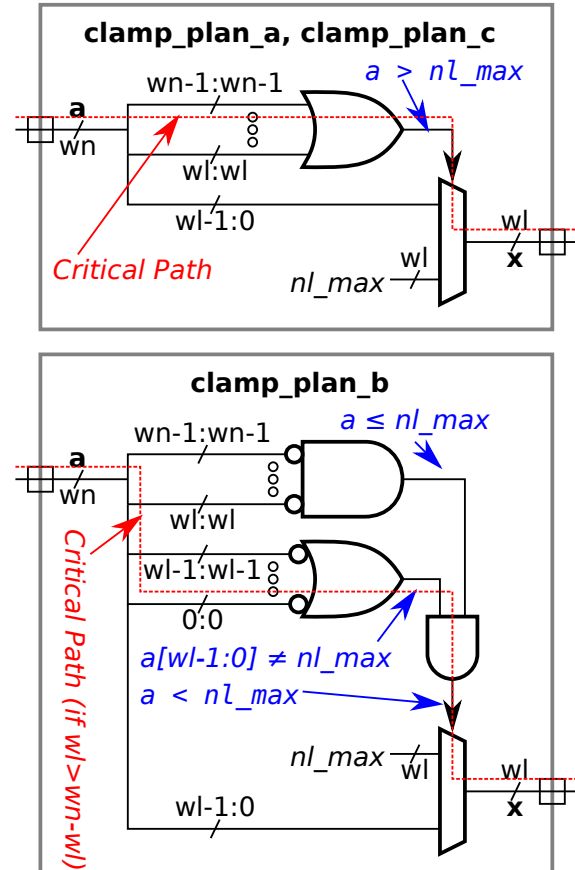 clamp_plan_a, clamp_plan_c
a > nl_max
wn-1:wn-1
a
wn
wl:wl
wl-1:0
Critical Path
wl
nl_max
wl
x
clamp_plan_b
a ≤ nl_max
wn-1:wn-1
a
wn
wl:wl
Critical Path (if wl>wn-wl)
wl-1:wl-1
0:0
a[wl-1:0] ≠ nl_max
a < nl_max
nl_max
wl
wl
x
wl-1:0